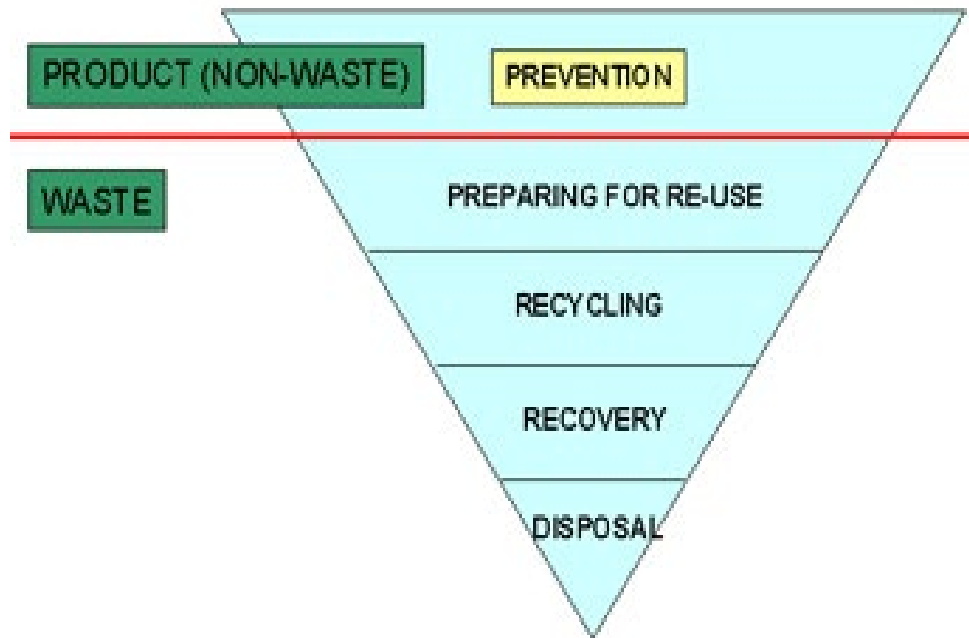 PRODUCT (NON-WASTE)
PREVENTION
WASTE
PREPARING FOR RE-USE
RECYCLING
RECOVERY
DISPOSAL